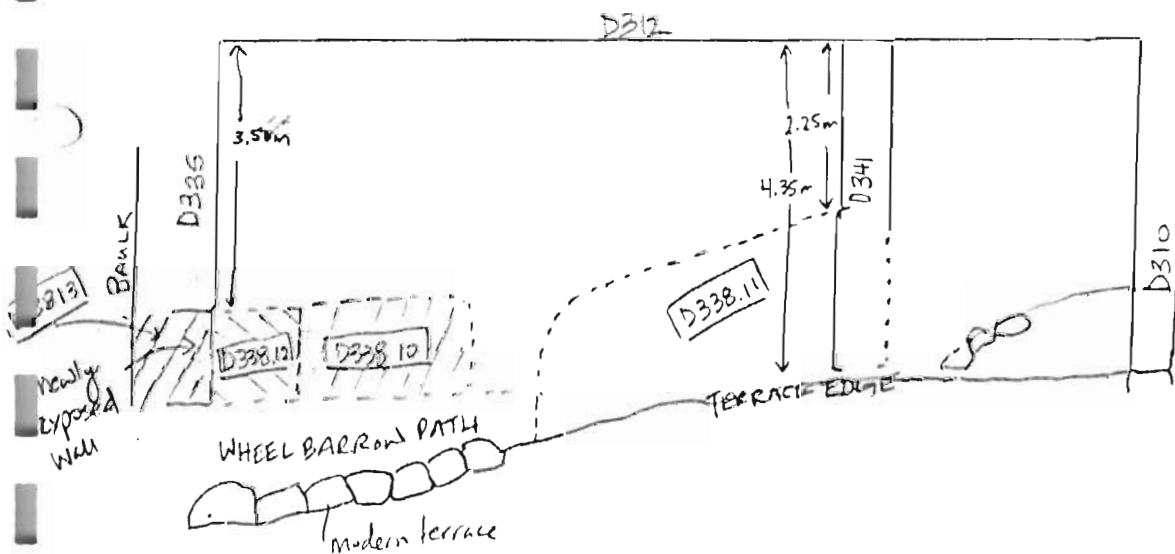 D312
3.50m
2.25m
4.35m
D341
D335
BAULK
D310
D338.11
D338.12
D338 10
newly
exposed
wall
WHEEL BARROW PATH
TERRACE EDGE
Modern terrace